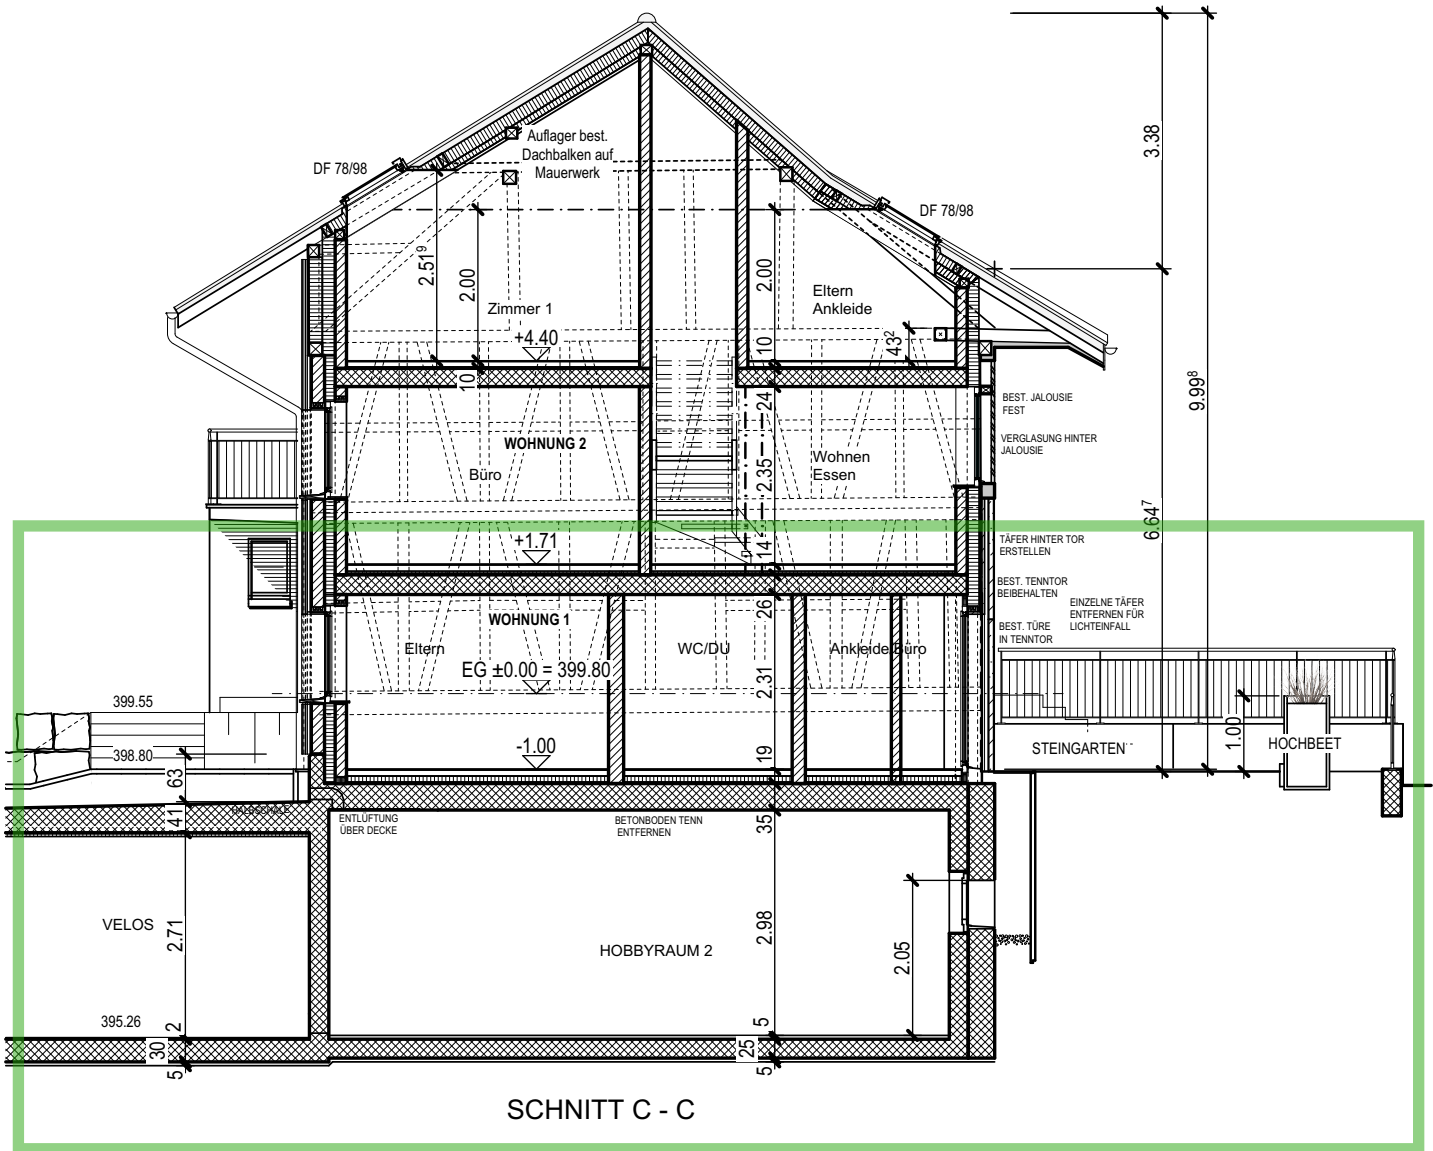 3.38
Auflager best.
Dachbalken auf
Mauerwerk
DF 78/98
DF 78/98
2.51⁹
2.00
2.00
Zimmer 1
Eltern
Ankleide
+4.40
43²
10
10
9.99⁸
24
BEST. JALOUSIE
FEST
VERGLASUNG HINTER
JALOUSIE
WOHNUNG 2
Büro
Wohnen
Essen
2.35
6.64⁷
+1.71
14
TÄFER HINTER TOR
ERSTELLEN
BEST. TENNTOR
BEIBEHALTEN
EINZELNE TÄFER
ENTFERNEN FÜR
LICHTEINFALL
BEST. TÜRE
IN TENNTOR
26
WOHNUNG 1
Eltern
WC/DU
Ankleide/Büro
EG ±0.00 = 399.80
2.31
399.55
398.80
-1.00
19
1.00
STEINGARTEN
HOCHBEET
63
41
ENTLÜFTUNG
ÜBER DECKE
BETONBODEN TENN
ENTFERNEN
35
VELOS
2.71
HOBBYRAUM 2
2.98
2.05
395.26
2
5
30
25
5
5
SCHNITT C - C